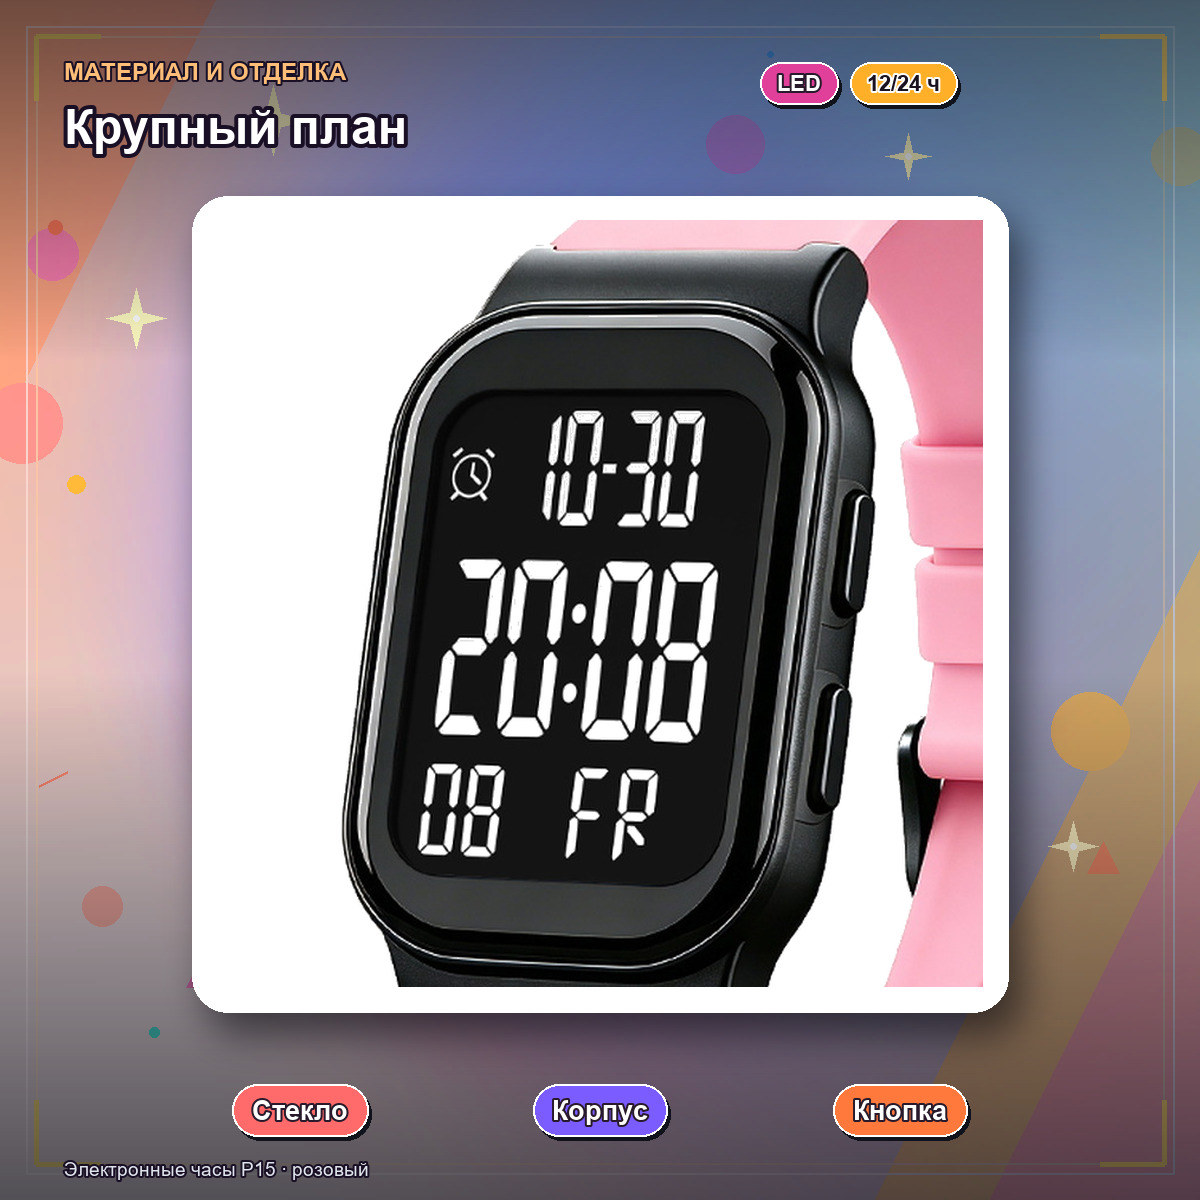 МАТЕРИАЛ И ОТДЕЛКА
Крупный план
LED
12/24 ч
10-30
20:08
08 FR
Стекло
Корпус
Кнопка
Электронные часы P15 · розовый